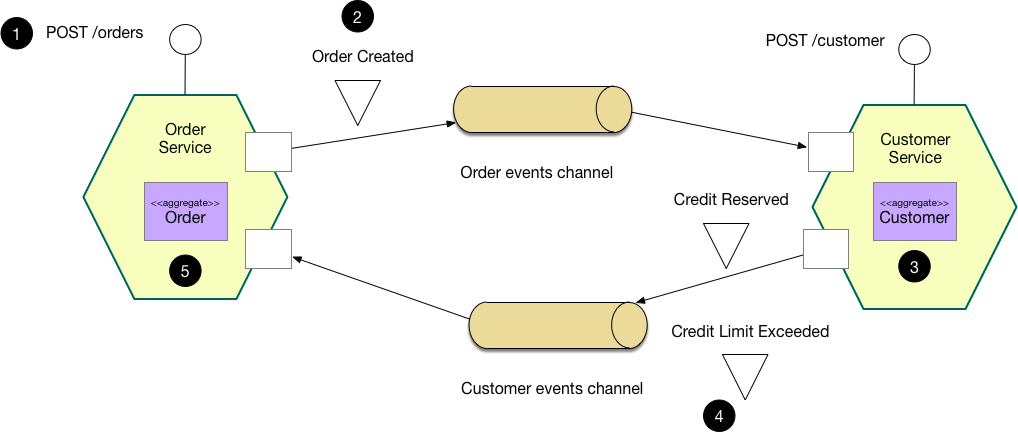 1
POST /orders
2
Order Created
POST /customer
Order
Service
Customer
Service
Order events channel
<<aggregate>>
Order
Credit Reserved
<<aggregate>>
Customer
5
3
Credit Limit Exceeded
Customer events channel
4